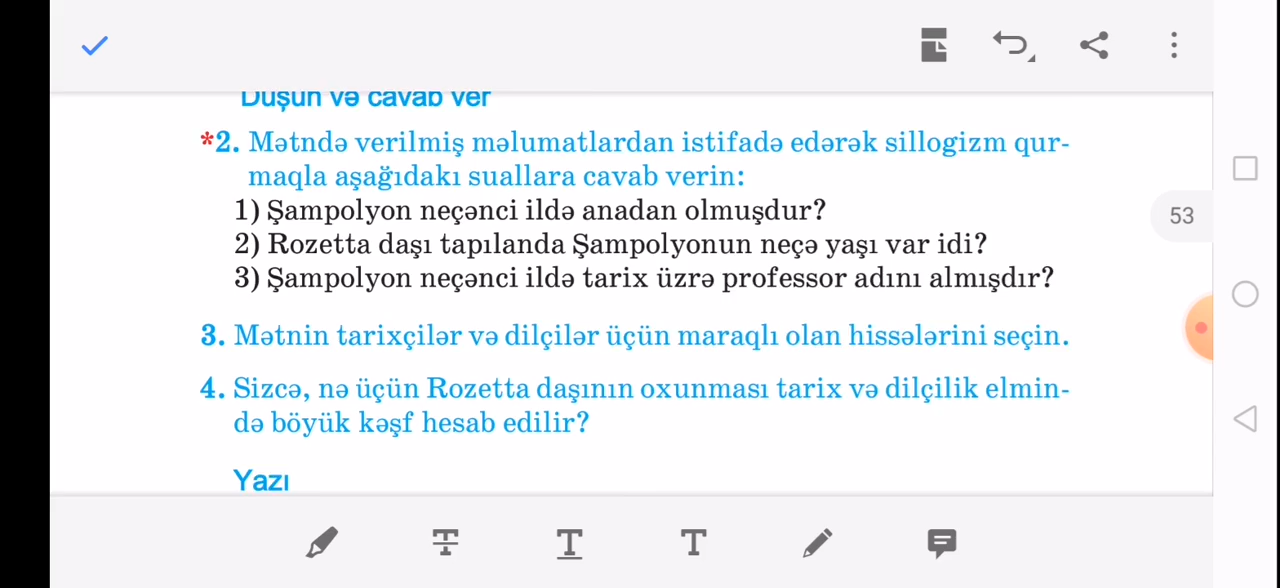 Düşün və cavab ver
*2. Mətndə verilmiş məlumatlardan istifadə edərək sillogizm qur-
maqla aşağıdakı suallara cavab verin:
1) Şampolyon neçənci ildə anadan olmuşdur?
2) Rozetta daşı tapılanda Şampolyonun neçə yaşı var idi?
3) Şampolyon neçənci ildə tarix üzrə professor adını almışdır?
53
3. Mətnin tarixçilər və dilçilər üçün maraqlı olan hissələrini seçin.
4. Sizcə, nə üçün Rozetta daşının oxunması tarix və dilçilik elmin-
də böyük kəşf hesab edilir?
Yazı